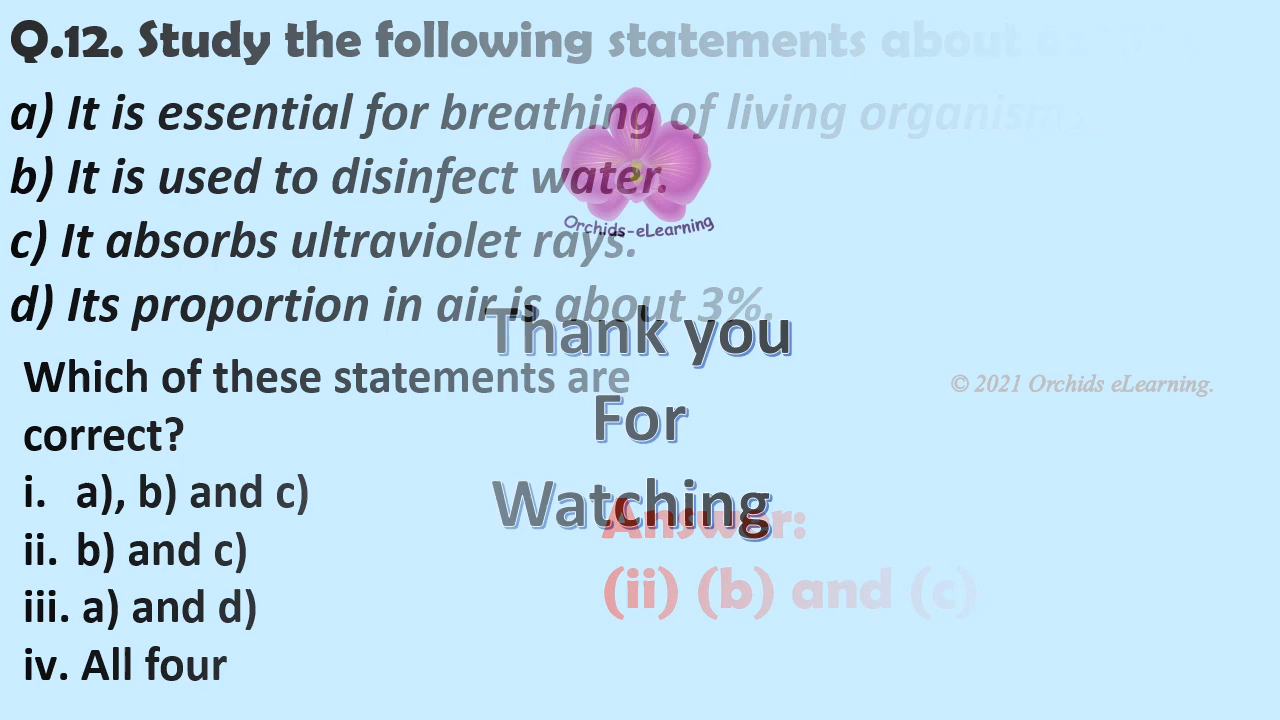 Q.12. Study the following statements about
a) It is essential for breathing of living organisms.
b) It is used to disinfect water.
Orchids-eLearning
c) It absorbs ultraviolet rays.
d) Its proportion in air is about 3%.
Thank you
For
Watching
Which of these statements are
correct?
© 2021 Orchids eLearning.
i. a), b) and c)
ii. b) and c)
iii. a) and d)
iv. All four
Answer:
(ii) (b) and (c)